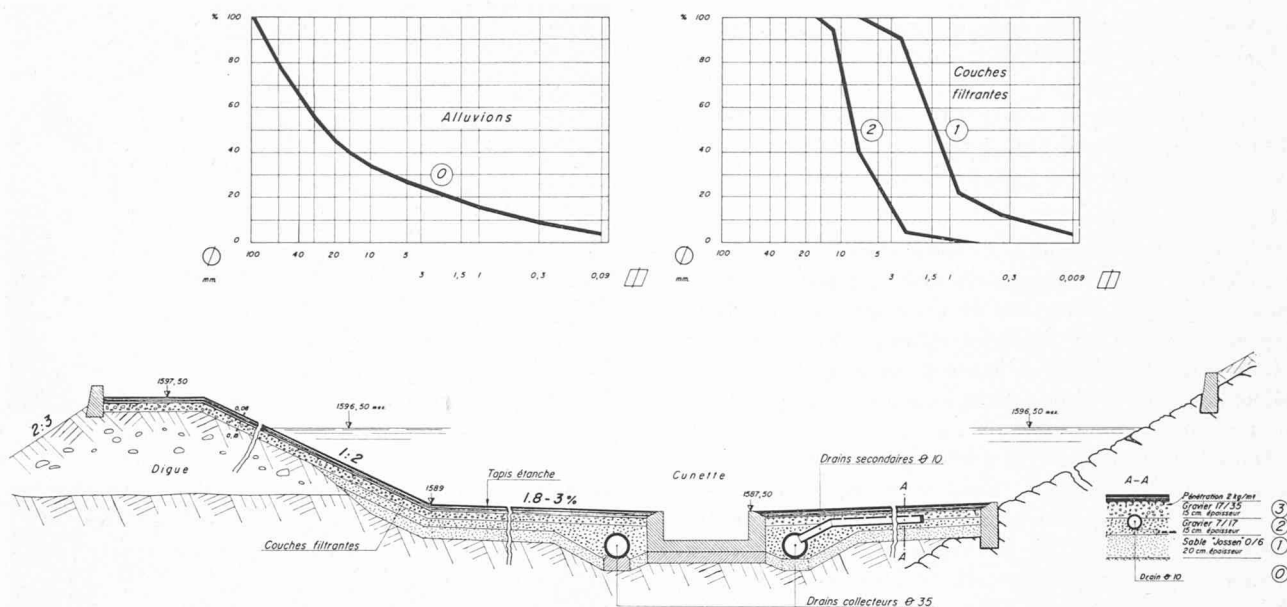 % 100
80
60
40
20
0
Alluvions
0
100 40 20 10 5
mm. 3 1,5 1 0,3 0,09
% 100
80
60
40
20
0
Couches
filtrantes
2 1
100 40 20 10 5
mm. 3 1,5 1 0,3 0,009
1597,50
1596,50 max.
1596,50 max.
2:3
Digue
1:2
1589
Tapis étanche
1.8-3%
Cunette
1587,50
Drains secondaires ⌀ 10
A
A
Couches filtrantes
Drains collecteurs ⌀ 35
A-A
Pénétration 2 kg/m²
Gravier 17/35
15 cm. épaisseur
3
Gravier 7/17
15 cm. épaisseur
2
Sable "Jossen" 0/6
20 cm. épaisseur
1
Drain ⌀ 10
0